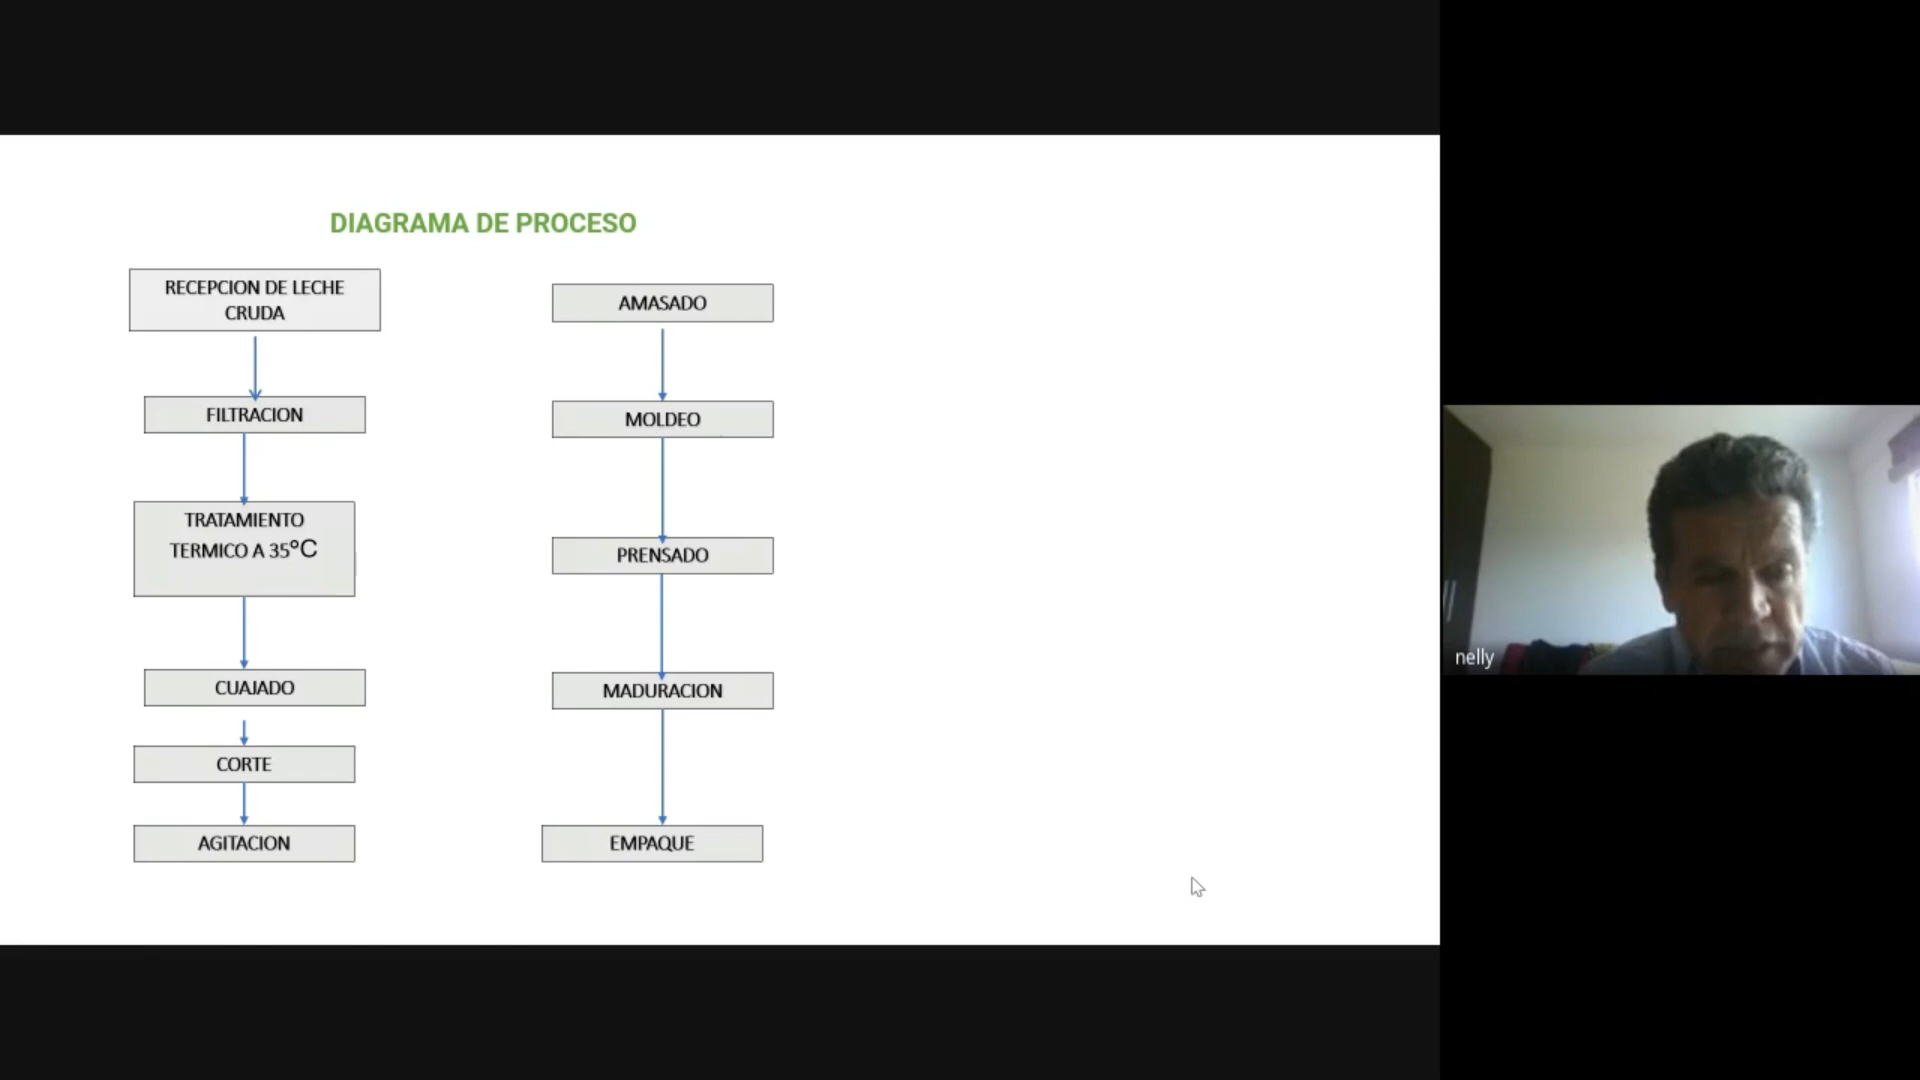 DIAGRAMA DE PROCESO
RECEPCION DE LECHE
CRUDA
FILTRACION
TRATAMIENTO
TERMICO A 35°C
CUAJADO
CORTE
AGITACION
AMASADO
MOLDEO
PRENSADO
MADURACION
EMPAQUE
nelly